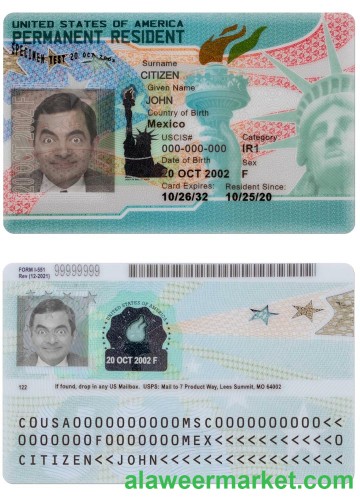 UNITED STATES OF AMERICA
PERMANENT RESIDENT
SPECIMEN TEST 20 OCT 2002
Surname
CITIZEN
Given Name
JOHN
Country of Birth
Mexico
USCIS# Category
000-000-000 IR1
Date of Birth Sex
20 OCT 2002 F
Card Expires: Resident Since:
10/26/32 10/25/20
FORM I-551 99999999
Rev (12-2021)
UNITED STATES OF AMERICA
20 OCT 2002 F
122 If found, drop in any US Mailbox. USPS: Mail to 7 Product Way, Lees Summit, MO 64002
COUSA0000000000MSC0000000000<<
0000000F0000000MEX<<<<<<<<<<<0
CITIZEN<<JOHN<<<<<<<<<<<<<<<<<
alaweermarket.com